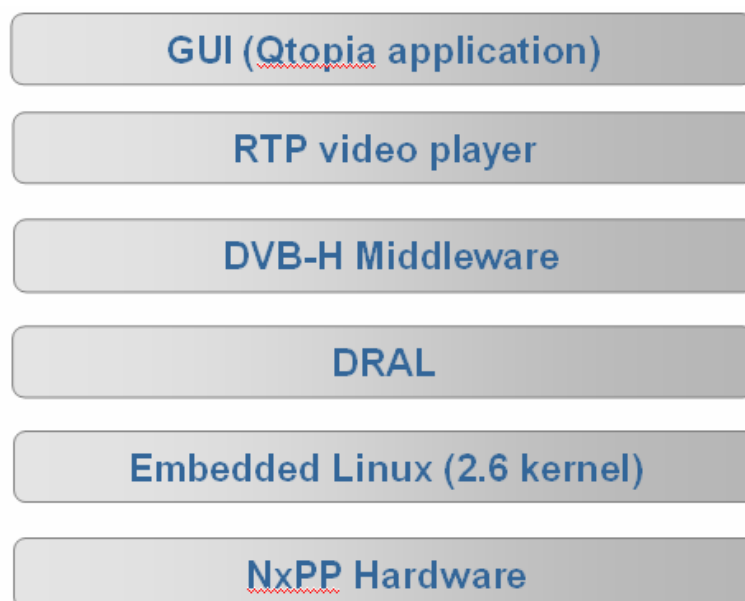 GUI (Qtopia application)
RTP video player
DVB-H Middleware
DRAL
Embedded Linux (2.6 kernel)
NxPP Hardware